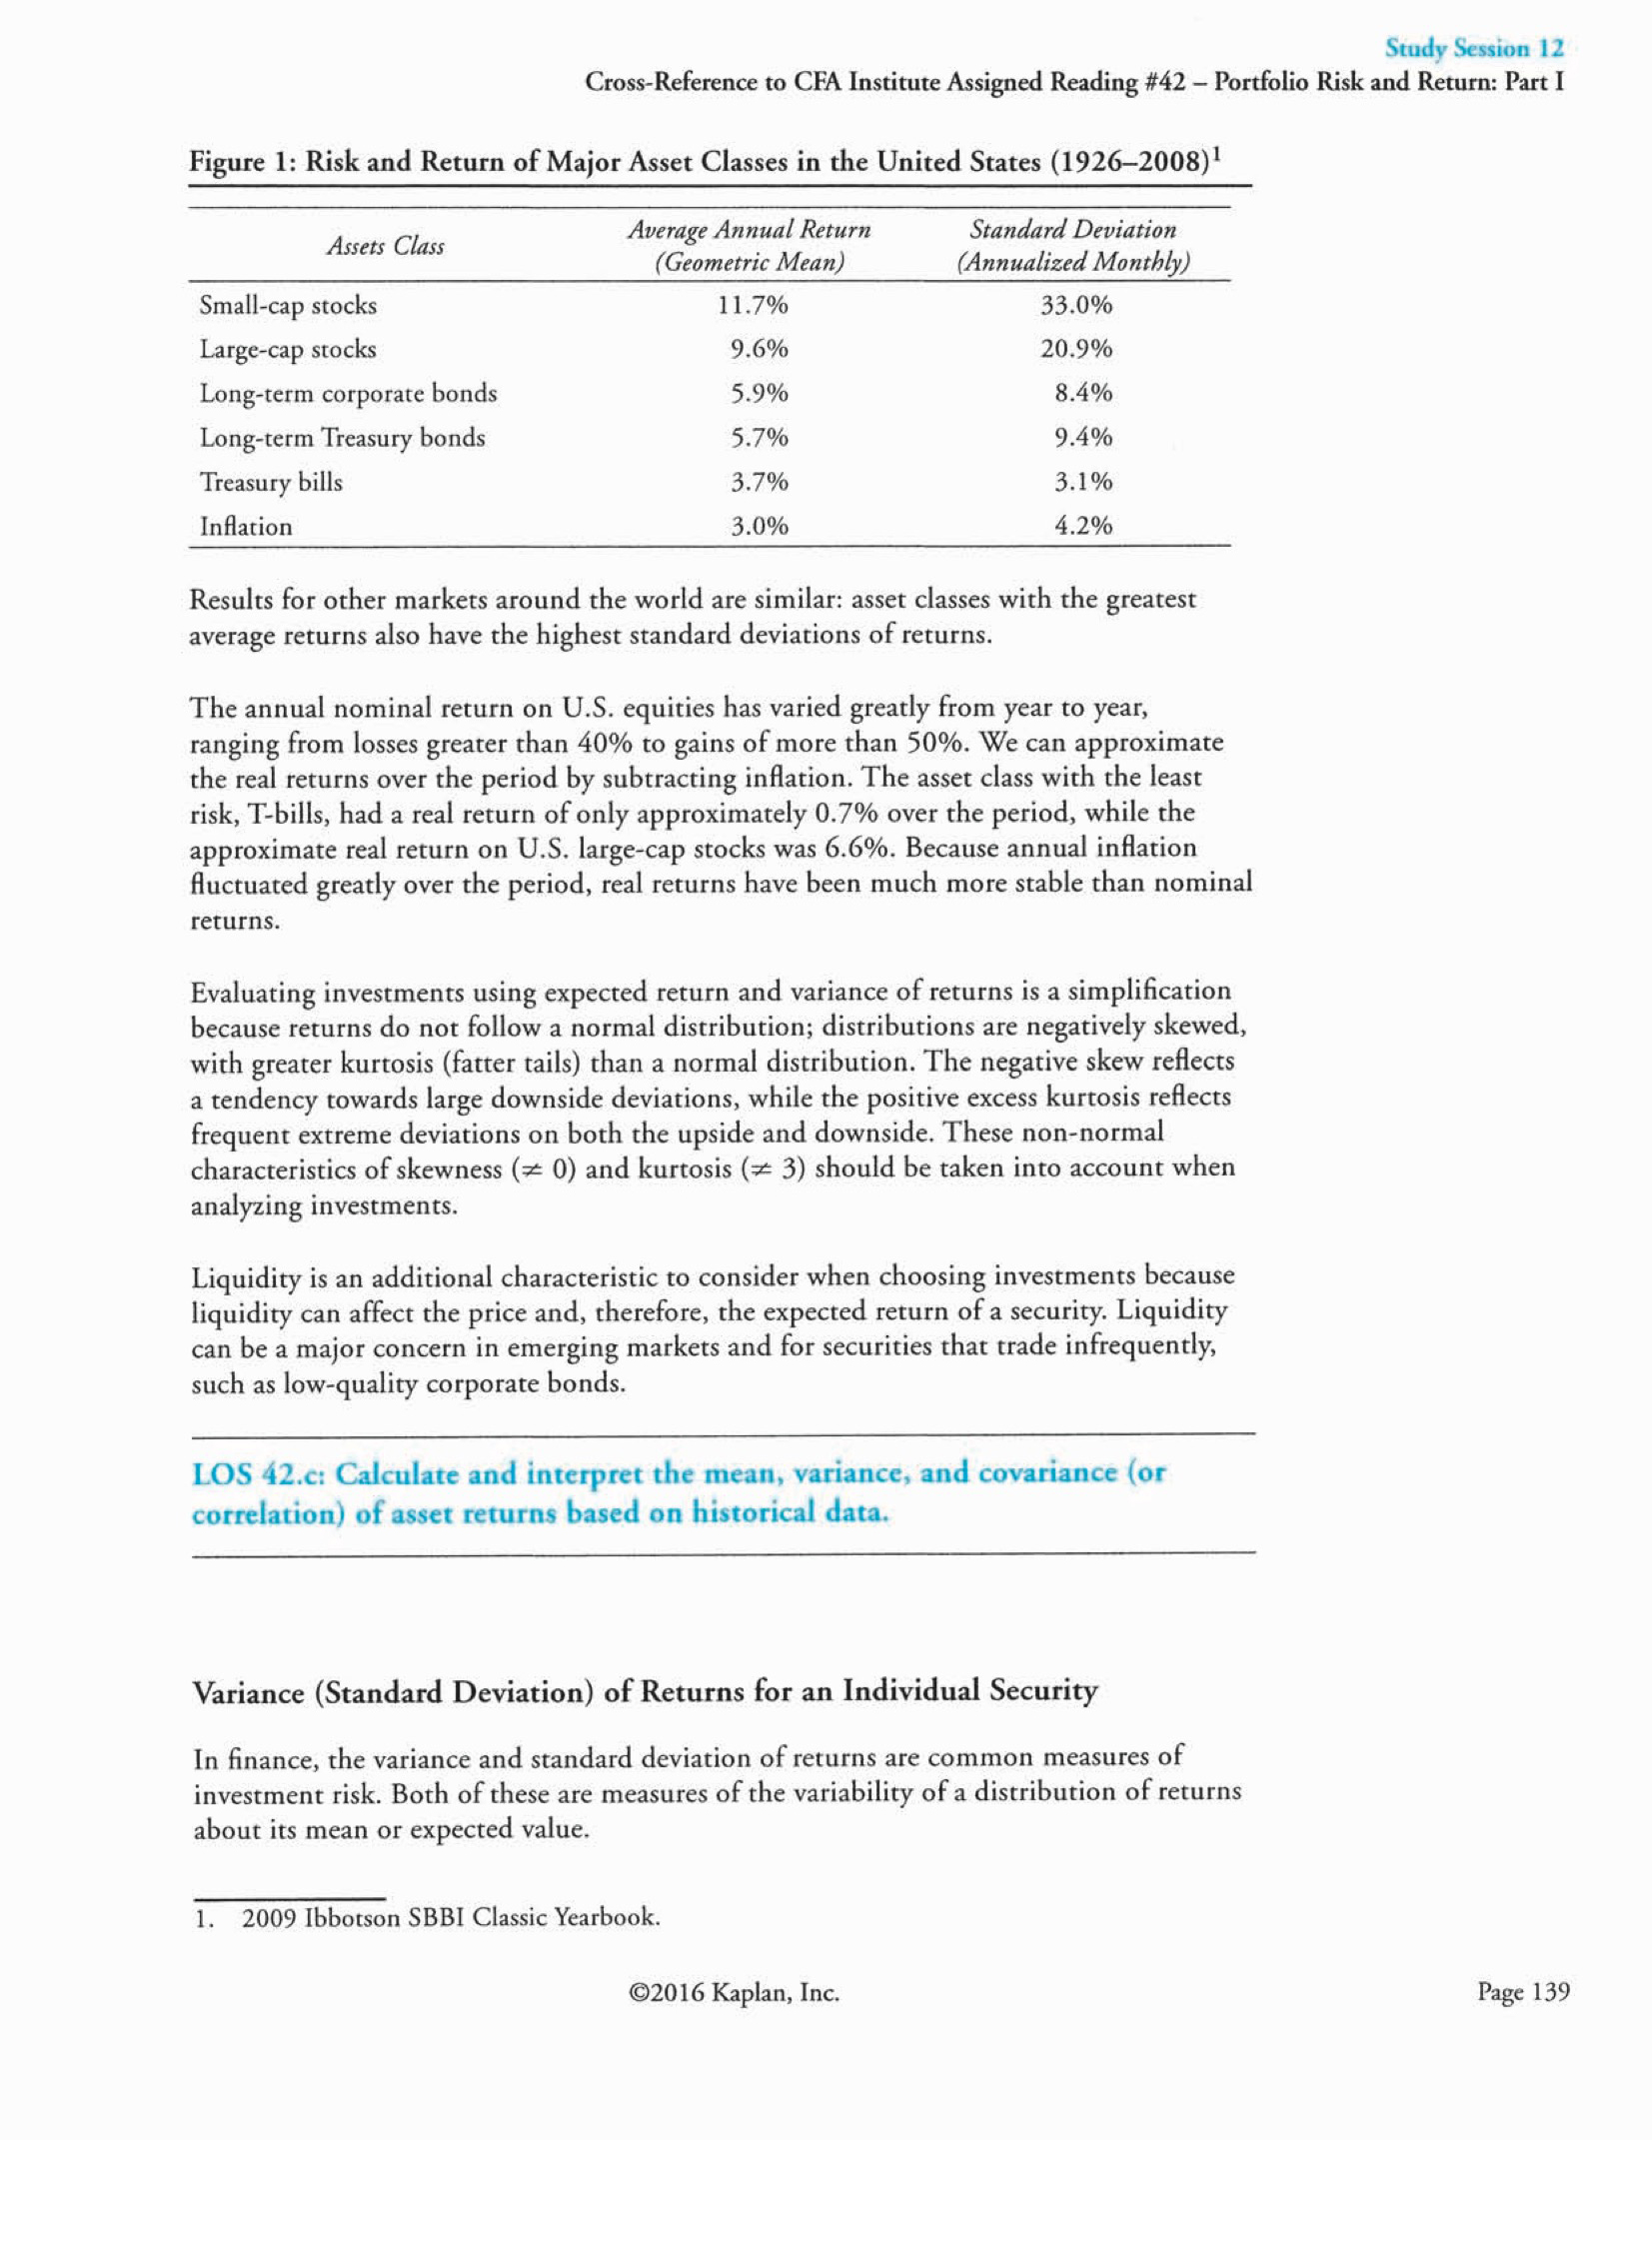 Study Session 12
Cross-Reference to CFA Institute Assigned Reading #42 – Portfolio Risk and Return: Part I
Figure 1: Risk and Return of Major Asset Classes in the United States (1926–2008)¹
Assets Class
Average Annual Return
(Geometric Mean)
Standard Deviation
(Annualized Monthly)
Small-cap stocks 11.7% 33.0%
Large-cap stocks 9.6% 20.9%
Long-term corporate bonds 5.9% 8.4%
Long-term Treasury bonds 5.7% 9.4%
Treasury bills 3.7% 3.1%
Inflation 3.0% 4.2%
Results for other markets around the world are similar: asset classes with the greatest
average returns also have the highest standard deviations of returns.
The annual nominal return on U.S. equities has varied greatly from year to year,
ranging from losses greater than 40% to gains of more than 50%. We can approximate
the real returns over the period by subtracting inflation. The asset class with the least
risk, T-bills, had a real return of only approximately 0.7% over the period, while the
approximate real return on U.S. large-cap stocks was 6.6%. Because annual inflation
fluctuated greatly over the period, real returns have been much more stable than nominal
returns.
Evaluating investments using expected return and variance of returns is a simplification
because returns do not follow a normal distribution; distributions are negatively skewed,
with greater kurtosis (fatter tails) than a normal distribution. The negative skew reflects
a tendency towards large downside deviations, while the positive excess kurtosis reflects
frequent extreme deviations on both the upside and downside. These non-normal
characteristics of skewness (≠ 0) and kurtosis (≠ 3) should be taken into account when
analyzing investments.
Liquidity is an additional characteristic to consider when choosing investments because
liquidity can affect the price and, therefore, the expected return of a security. Liquidity
can be a major concern in emerging markets and for securities that trade infrequently,
such as low-quality corporate bonds.
LOS 42.c: Calculate and interpret the mean, variance, and covariance (or
correlation) of asset returns based on historical data.
Variance (Standard Deviation) of Returns for an Individual Security
In finance, the variance and standard deviation of returns are common measures of
investment risk. Both of these are measures of the variability of a distribution of returns
about its mean or expected value.
1. 2009 Ibbotson SBBI Classic Yearbook.
©2016 Kaplan, Inc.
Page 139